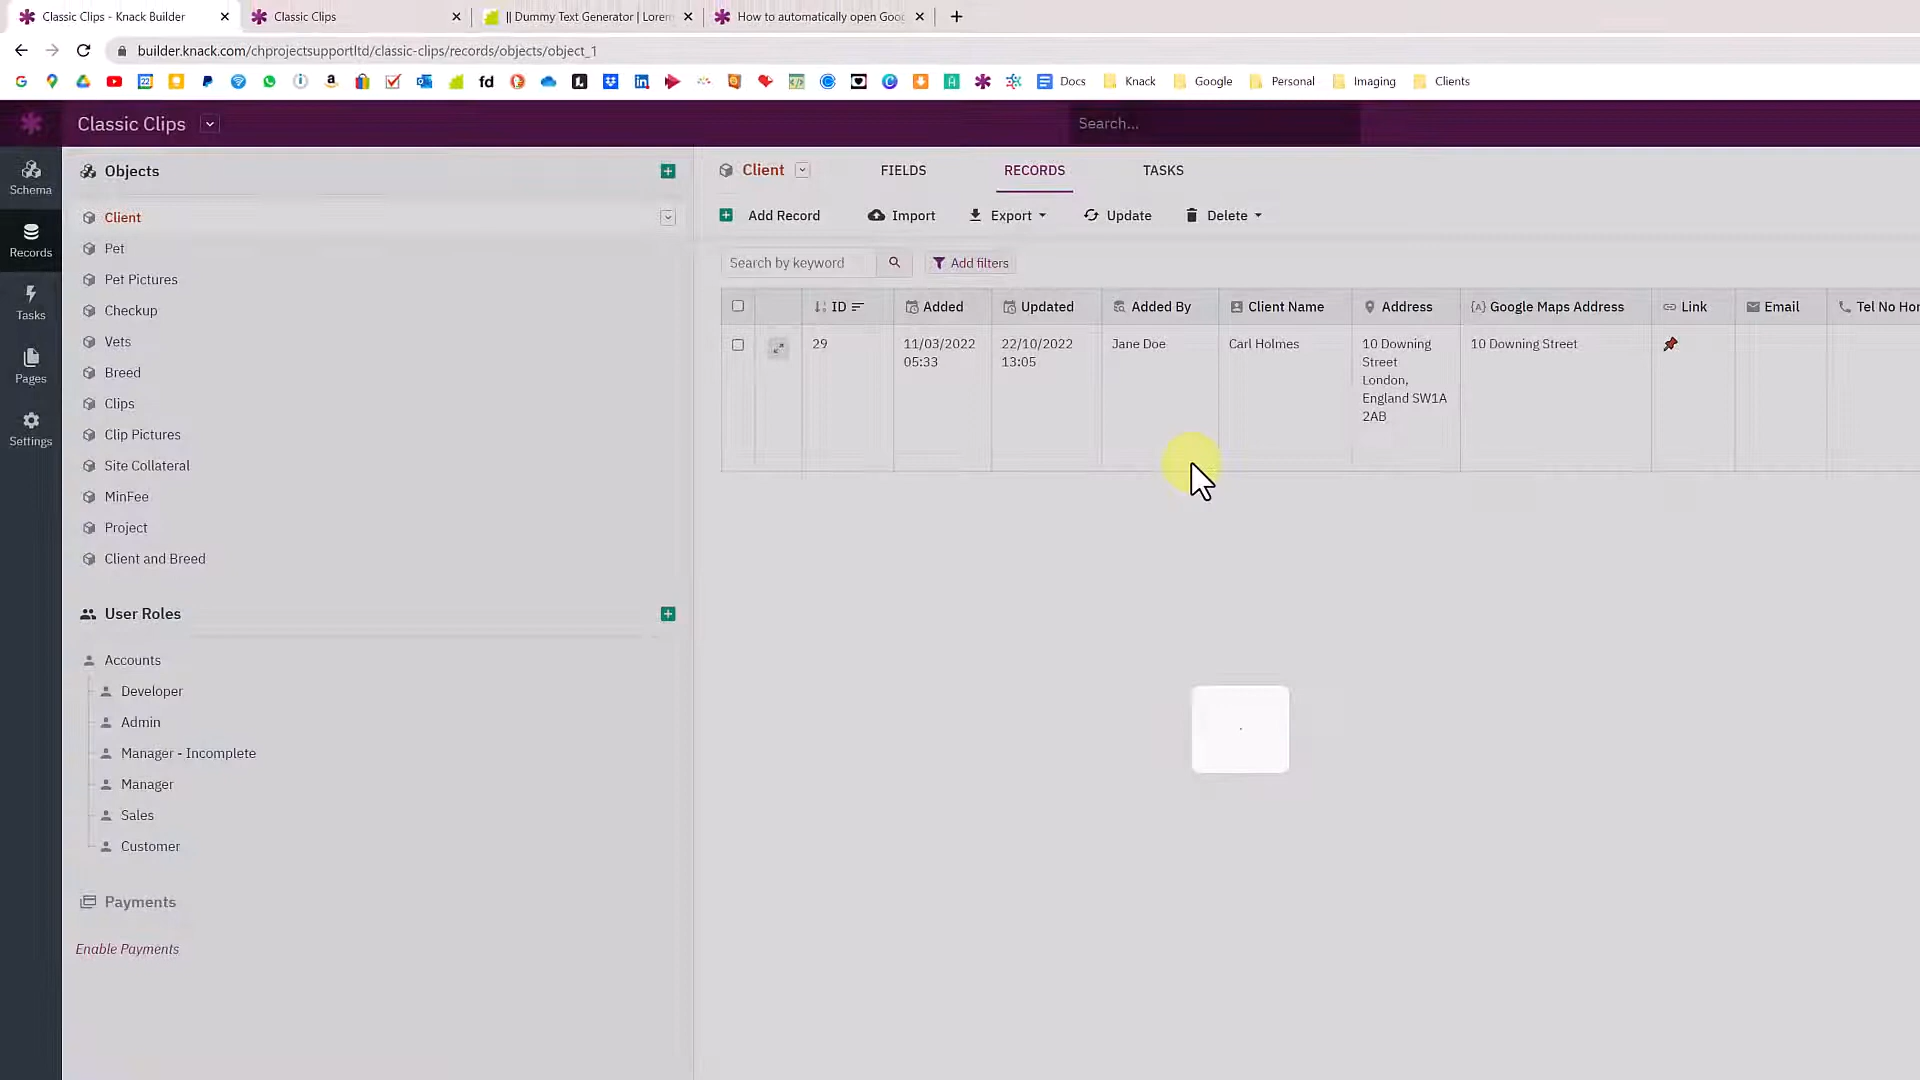 Classic Clips - Knack Builder
Classic Clips
|| Dummy Text Generator | Lorem
How to automatically open Goo
builder.knack.com/chprojectsupportltd/classic-clips/records/objects/object_1
Docs
Knack
Google
Personal
Imaging
Clients
Classic Clips
Search...
Schema
Records
Tasks
Pages
Settings
Objects
Client
Pet
Pet Pictures
Checkup
Vets
Breed
Clips
Clip Pictures
Site Collateral
MinFee
Project
Client and Breed
User Roles
Accounts
Developer
Admin
Manager - Incomplete
Manager
Sales
Customer
Payments
Enable Payments
Client FIELDS RECORDS TASKS
Add Record Import Export Update Delete
Search by keyword Add filters
ID Added Updated Added By Client Name Address {A} Google Maps Address Link Email Tel No Hor
29
11/03/2022
05:33
22/10/2022
13:05
Jane Doe
Carl Holmes
10 Downing
Street
London,
England SW1A
2AB
10 Downing Street